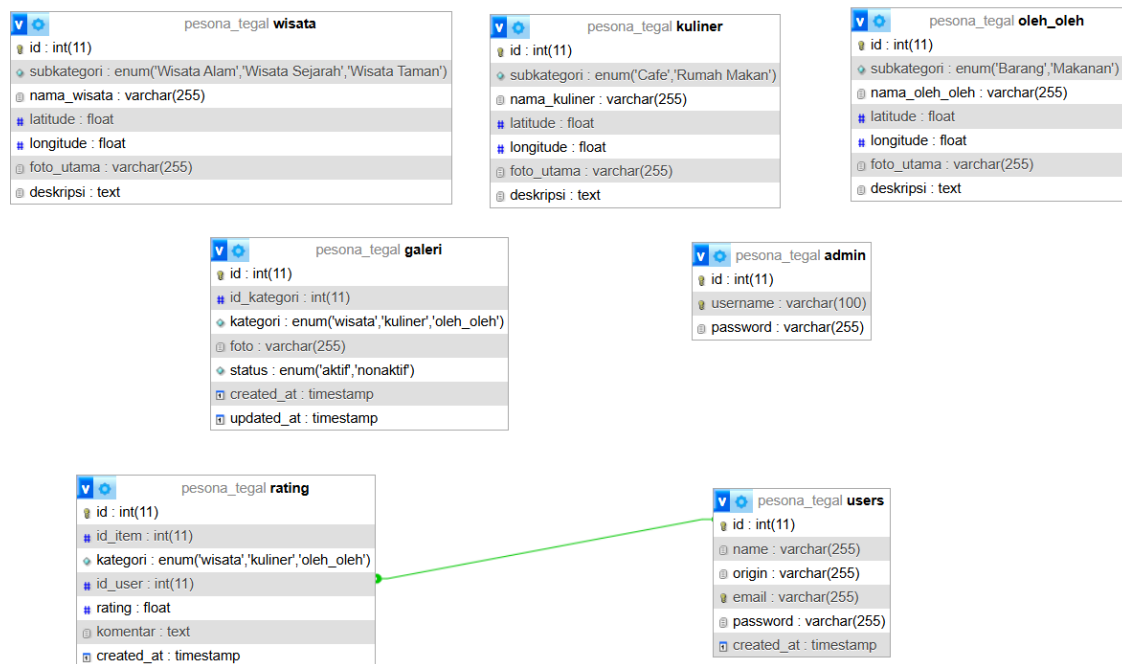 pesona_tegal wisata
id : int(11)
subkategori : enum('Wisata Alam','Wisata Sejarah','Wisata Taman')
nama_wisata : varchar(255)
latitude : float
longitude : float
foto_utama : varchar(255)
deskripsi : text
pesona_tegal kuliner
id : int(11)
subkategori : enum('Cafe','Rumah Makan')
nama_kuliner : varchar(255)
latitude : float
longitude : float
foto_utama : varchar(255)
deskripsi : text
pesona_tegal oleh_oleh
id : int(11)
subkategori : enum('Barang','Makanan')
nama_oleh_oleh : varchar(255)
latitude : float
longitude : float
foto_utama : varchar(255)
deskripsi : text
pesona_tegal galeri
id : int(11)
id_kategori : int(11)
kategori : enum('wisata','kuliner','oleh_oleh')
foto : varchar(255)
status : enum('aktif','nonaktif')
created_at : timestamp
updated_at : timestamp
pesona_tegal admin
id : int(11)
username : varchar(100)
password : varchar(255)
pesona_tegal rating
id : int(11)
id_item : int(11)
kategori : enum('wisata','kuliner','oleh_oleh')
id_user : int(11)
rating : float
komentar : text
created_at : timestamp
pesona_tegal users
id : int(11)
name : varchar(255)
origin : varchar(255)
email : varchar(255)
password : varchar(255)
created_at : timestamp